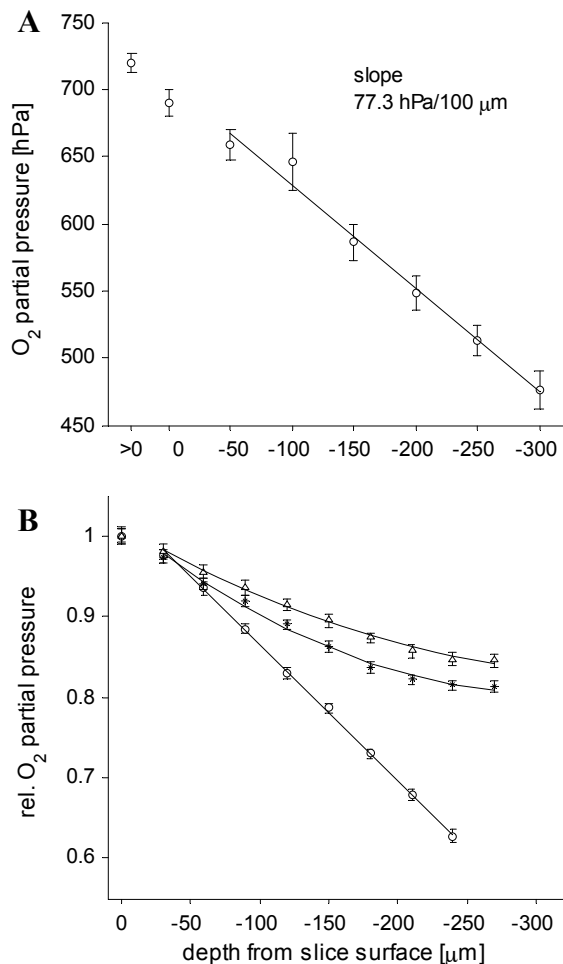 A
750
700
650
600
550
500
450
O₂ partial pressure [hPa]
slope
77.3 hPa/100 µm
>0 0 -50 -100 -150 -200 -250 -300
B
1
0.9
0.8
0.7
0.6
rel. O₂ partial pressure
0 -50 -100 -150 -200 -250 -300
depth from slice surface [µm]